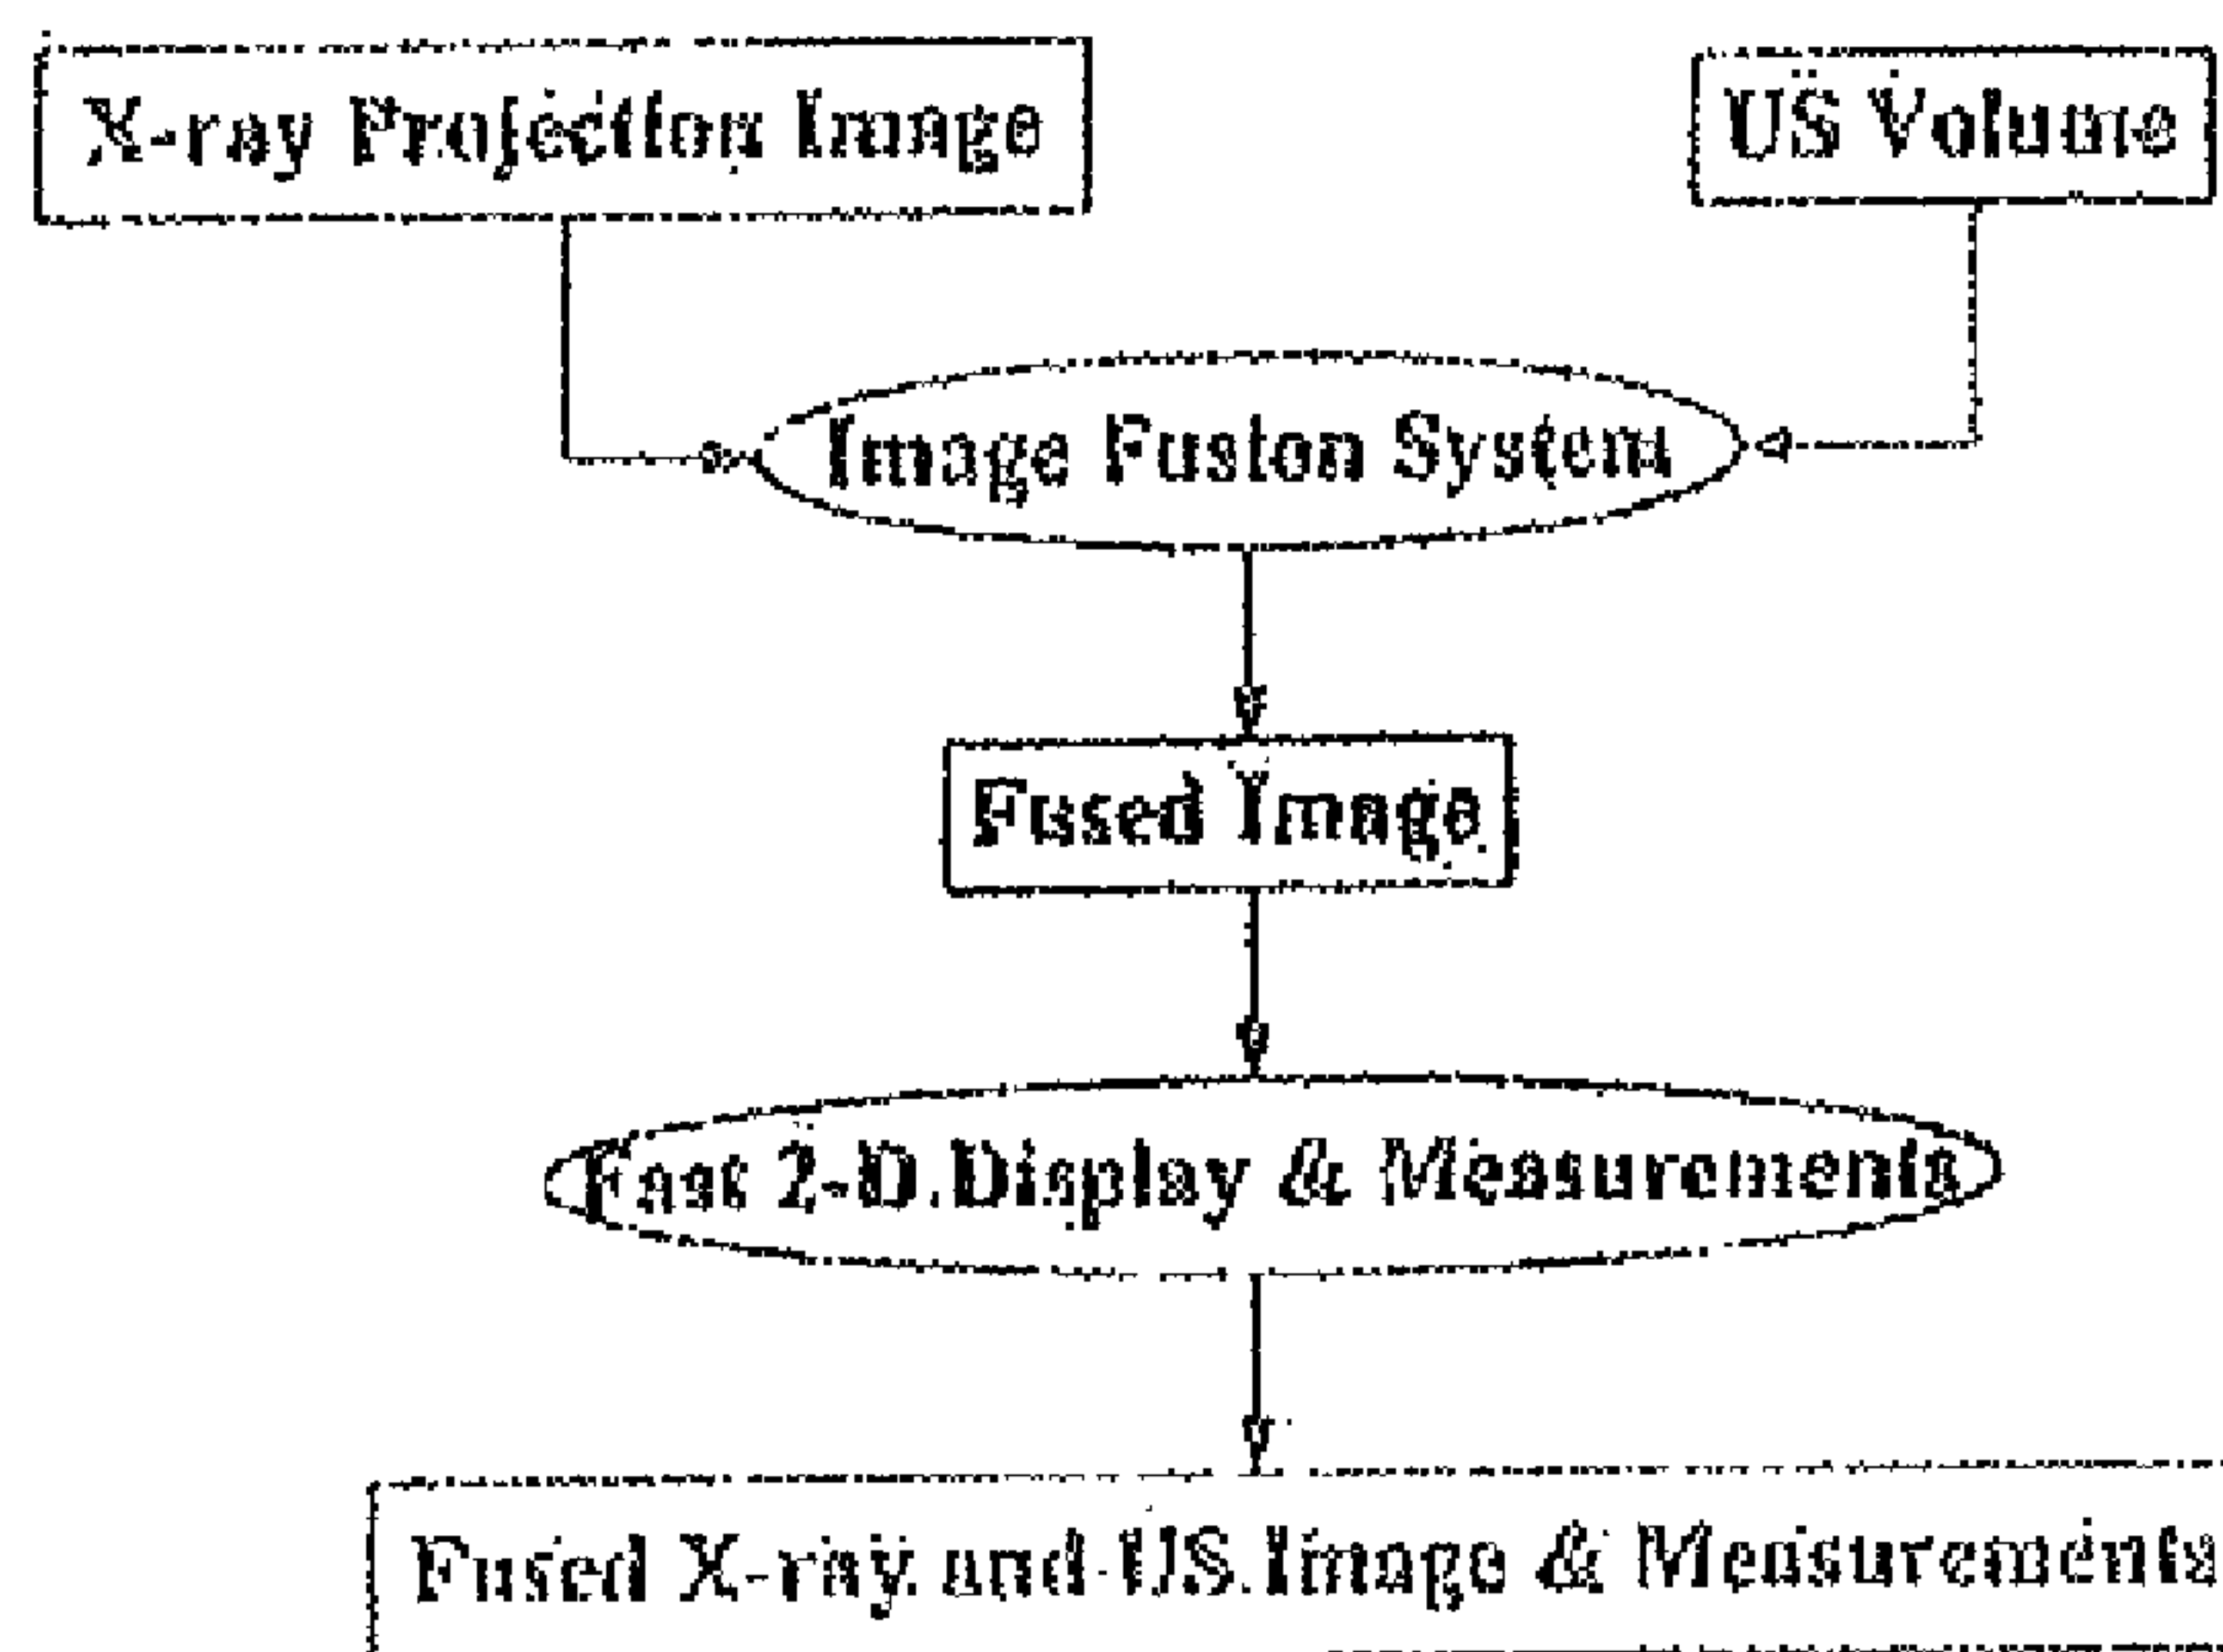 X-ray Projection Image
US Volume
Image Fusion System
Fused Image
Fast 2-D Display & Measurements
Fused X-ray and US Image & Measurements